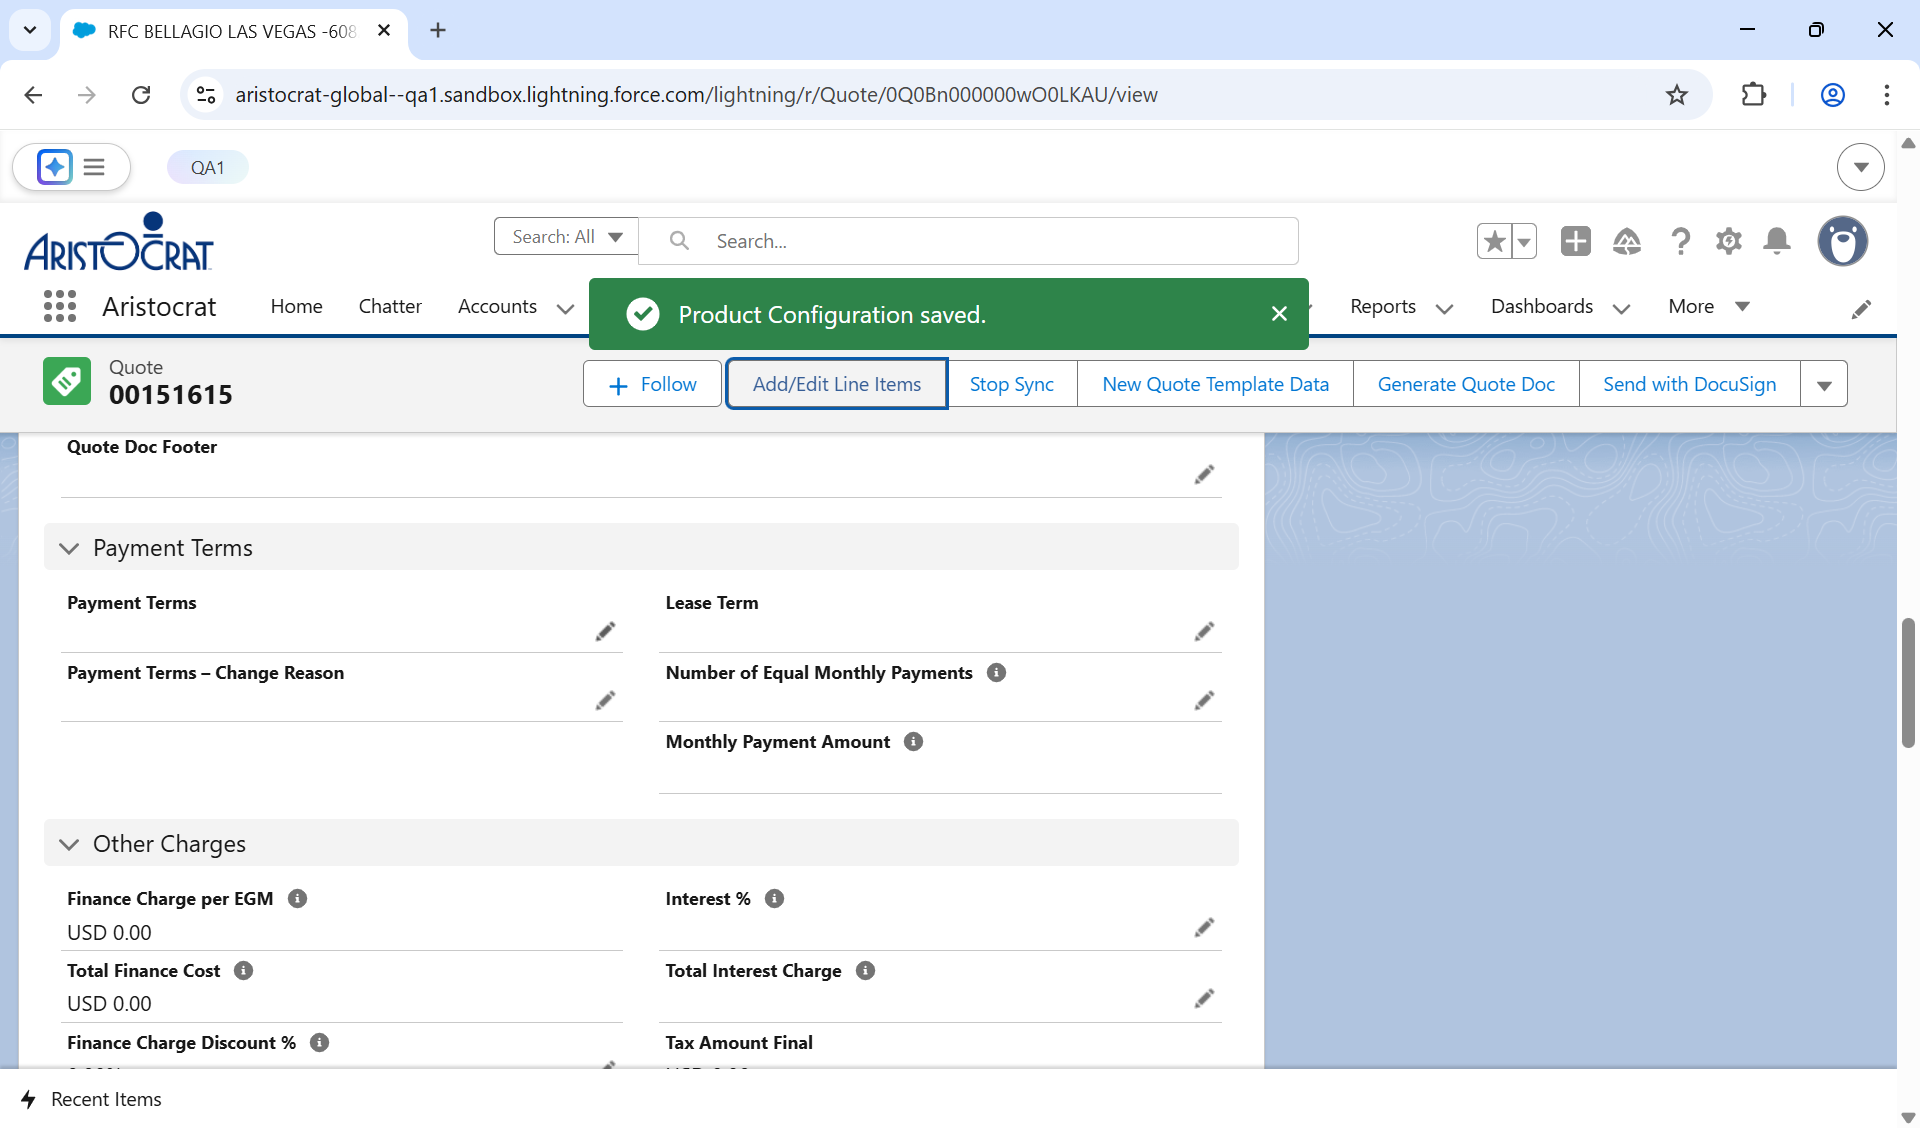 RFC BELLAGIO LAS VEGAS -608
aristocrat-global--qa1.sandbox.lightning.force.com/lightning/r/Quote/0Q0Bn000000wO0LKAU/view
QA1
ARISTOCRAT
Search: All
Search...
Aristocrat
Home
Chatter
Accounts
Product Configuration saved.
Reports
Dashboards
More
Quote
00151615
Follow
Add/Edit Line Items
Stop Sync
New Quote Template Data
Generate Quote Doc
Send with DocuSign
Quote Doc Footer
Payment Terms
Payment Terms
Lease Term
Payment Terms – Change Reason
Number of Equal Monthly Payments
Monthly Payment Amount
Other Charges
Finance Charge per EGM
USD 0.00
Interest %
Total Finance Cost
USD 0.00
Total Interest Charge
Finance Charge Discount %
Tax Amount Final
Recent Items